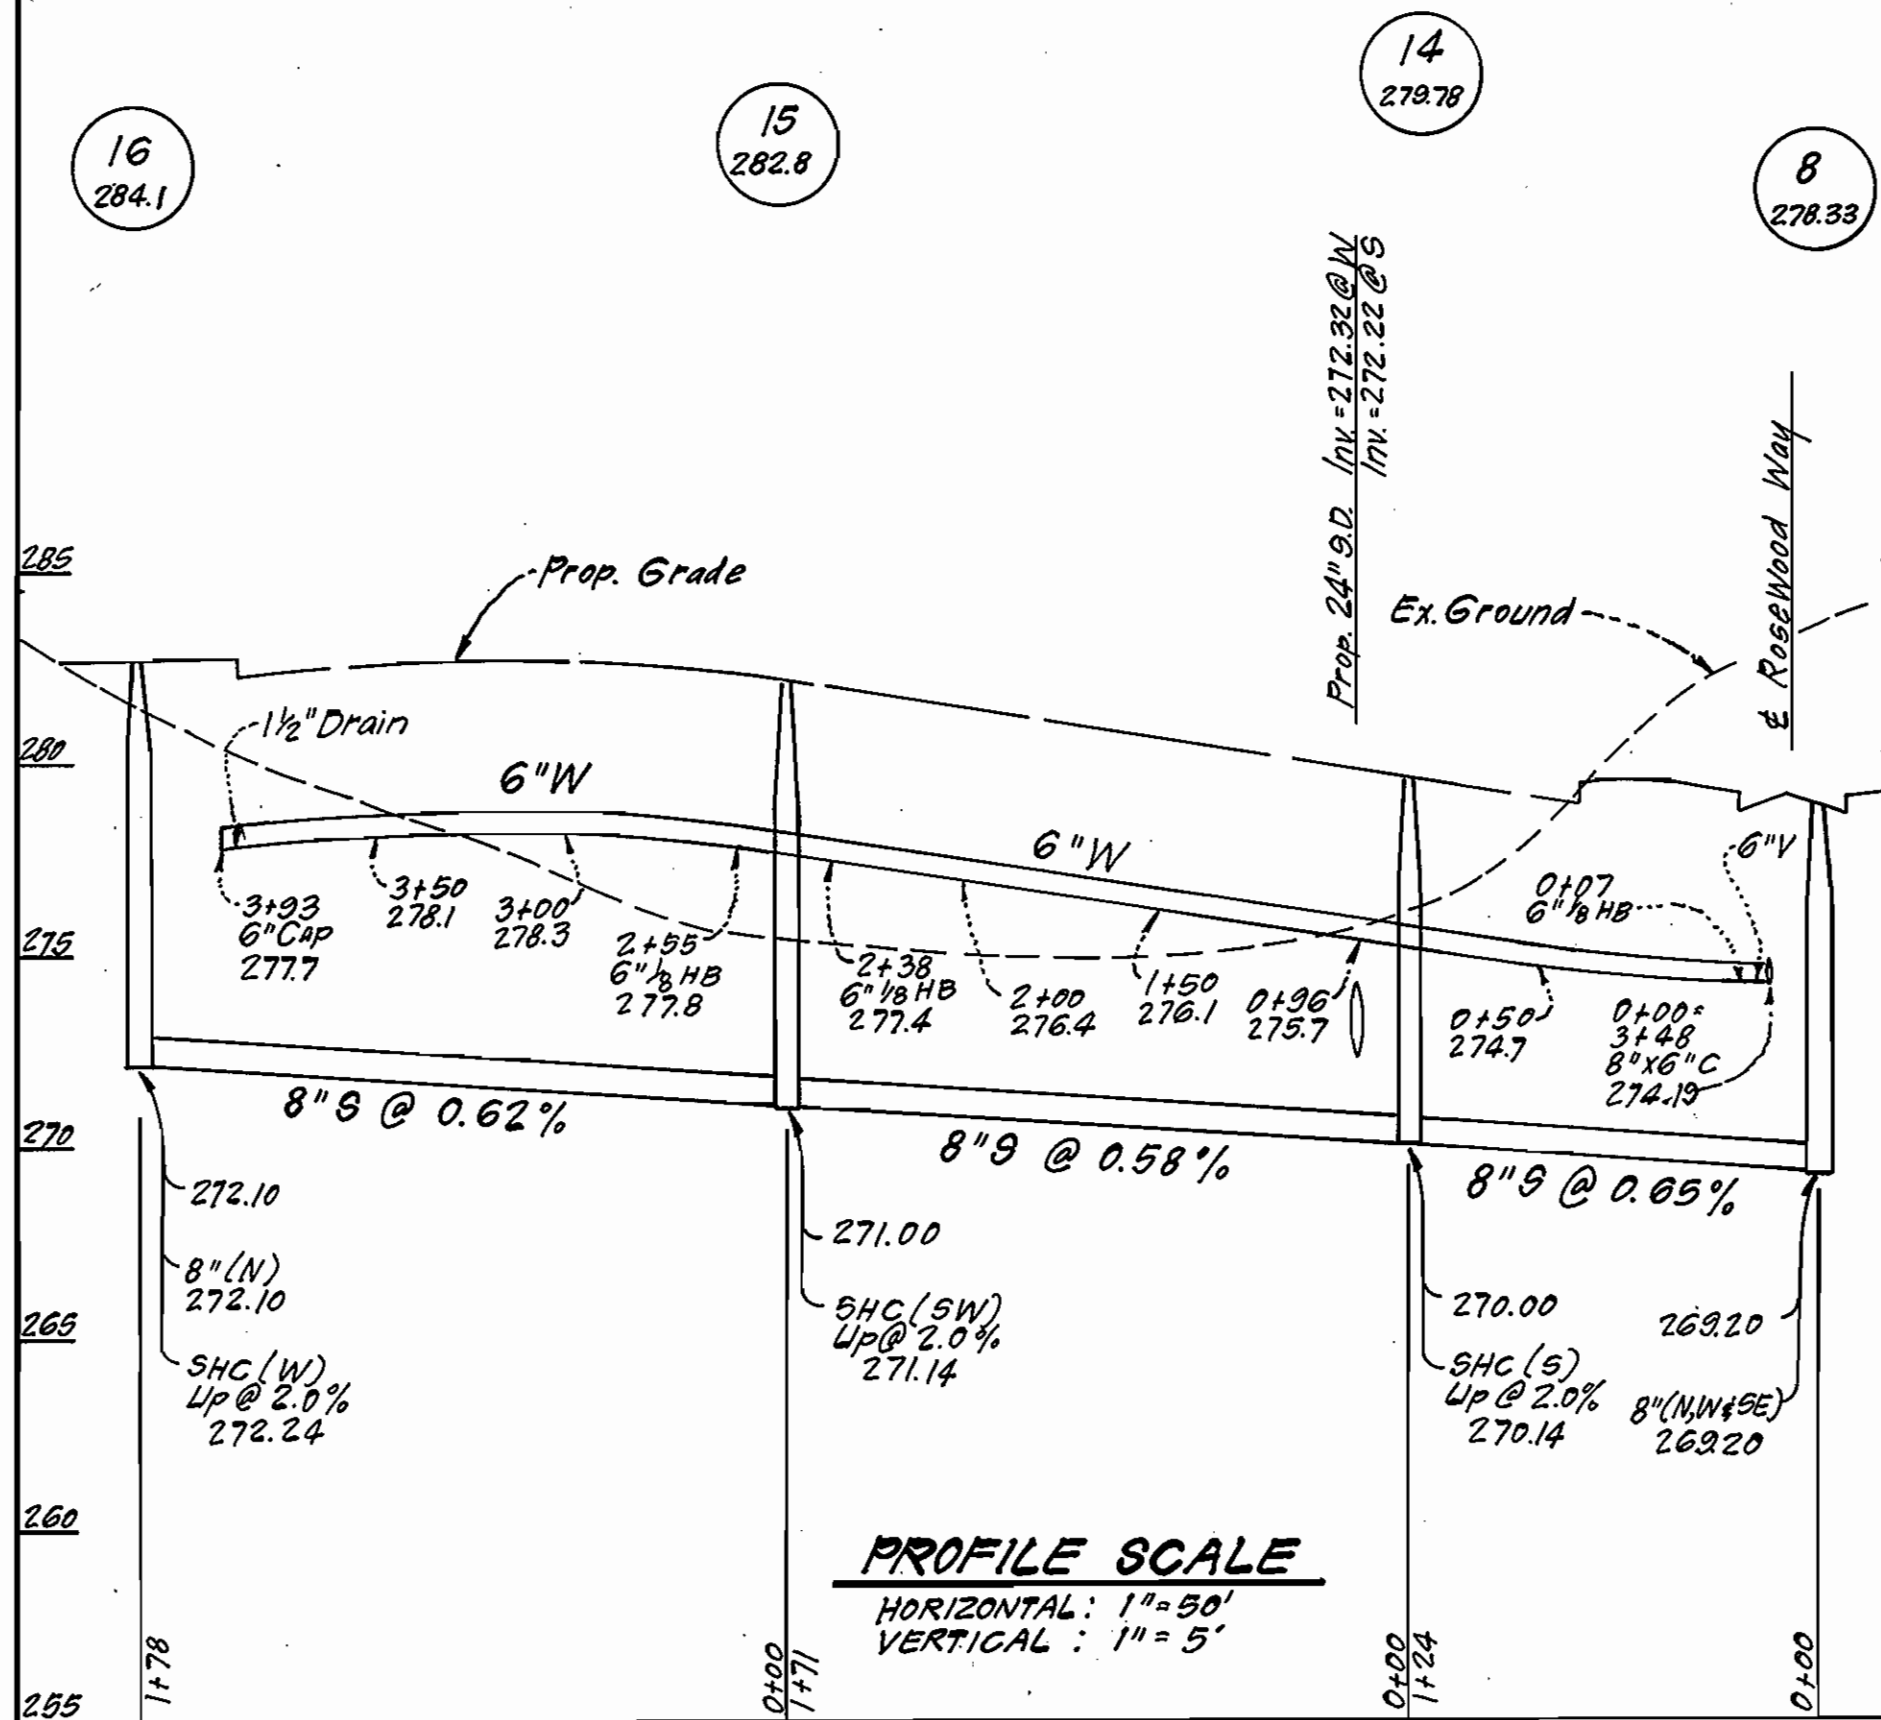 16
284.1
15
282.8
14
279.78
8
278.33
Prop. 24" S.D. Inv. = 272.32 @ W
Inv. = 272.22 @ S
℄ Rosewood Way
285
280
275
270
265
260
255
Prop. Grade
Ex. Ground
1½" Drain
6"W
6"W
6"V
3+93
6" CAP
277.7
3+50
278.1
3+00
278.3
2+55
6" 1/8 HB
277.8
2+38
6" 1/8 HB
277.4
2+00
276.4
1+50
276.1
0+96
275.7
0+50
274.7
0+07
6" 1/8 HB
0+00=
3+48
8"x6"C
274.19
8"S @ 0.62%
8"S @ 0.58%
8"S @ 0.65%
272.10
8"(N)
272.10
SHC (W)
Up @ 2.0%
272.24
271.00
SHC (SW)
Up @ 2.0%
271.14
270.00
SHC (S)
Up @ 2.0%
270.14
269.20
8"(N,W&SE)
269.20
PROFILE SCALE
HORIZONTAL: 1"=50'
VERTICAL: 1"=5'
1+78
0+00
1+71
0+00
1+24
0+00